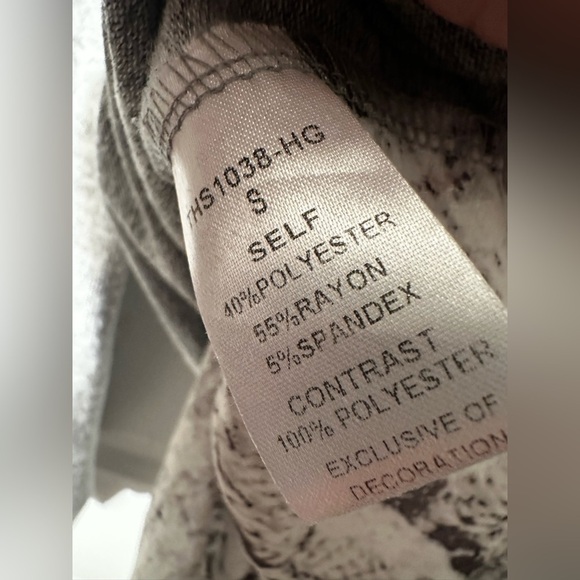 THS1038-HG
S
SELF
40%POLYESTER
55%RAYON
5%SPANDEX
CONTRAST
100% POLYESTER
EXCLUSIVE OF
DECORATION